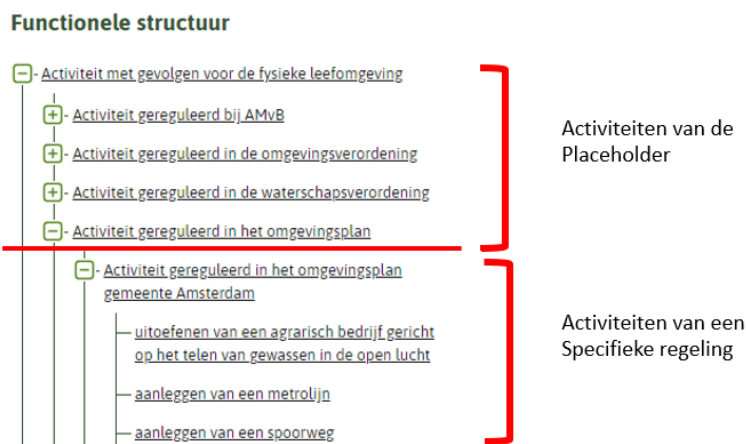 Functionele structuur
Activiteit met gevolgen voor de fysieke leefomgeving
Activiteit gereguleerd bij AMvB
Activiteit gereguleerd in de omgevingsverordening
Activiteit gereguleerd in de waterschapsverordening
Activiteit gereguleerd in het omgevingsplan
Activiteiten van de
Placeholder
Activiteit gereguleerd in het omgevingsplan
gemeente Amsterdam
uitoefenen van een agrarisch bedrijf gericht
op het telen van gewassen in de open lucht
aanleggen van een metrolijn
aanleggen van een spoorweg
Activiteiten van een
Specifieke regeling